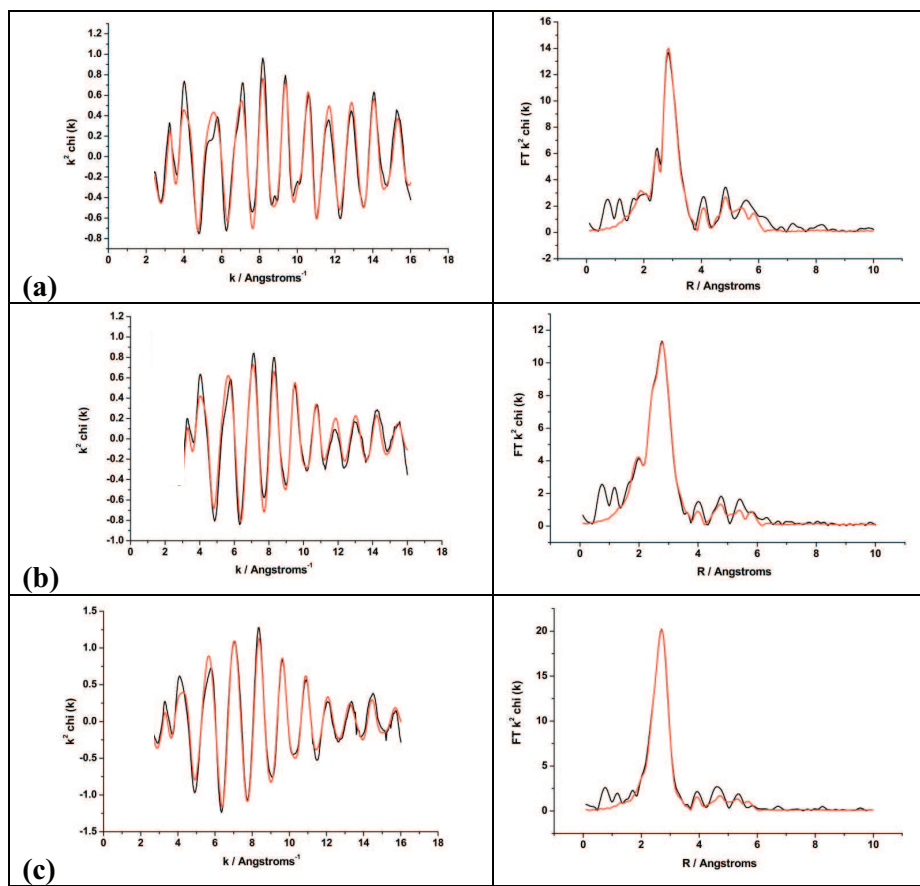 k² chi (k)
1.2
1.0
0.8
0.6
0.4
0.2
0.0
-0.2
-0.4
-0.6
-0.8
0 2 4 6 8 10 12 14 16 18
k / Angstroms⁻¹
(a)
FT k² chi (k)
16
14
12
10
8
6
4
2
0
-2
0 2 4 6 8 10
R / Angstroms
k² chi (k)
1.2
1.0
0.8
0.6
0.4
0.2
0.0
-0.2
-0.4
-0.6
-0.8
-1.0
0 2 4 6 8 10 12 14 16 18
k / Angstroms⁻¹
(b)
FT k² chi (k)
12
10
8
6
4
2
0
0 2 4 6 8 10
R / Angstroms
k² chi (k)
1.5
1.0
0.5
0.0
-0.5
-1.0
-1.5
0 2 4 6 8 10 12 14 16 18
k / Angstroms⁻¹
(c)
FT k² chi (k)
20
15
10
5
0
0 2 4 6 8 10
R / Angstroms